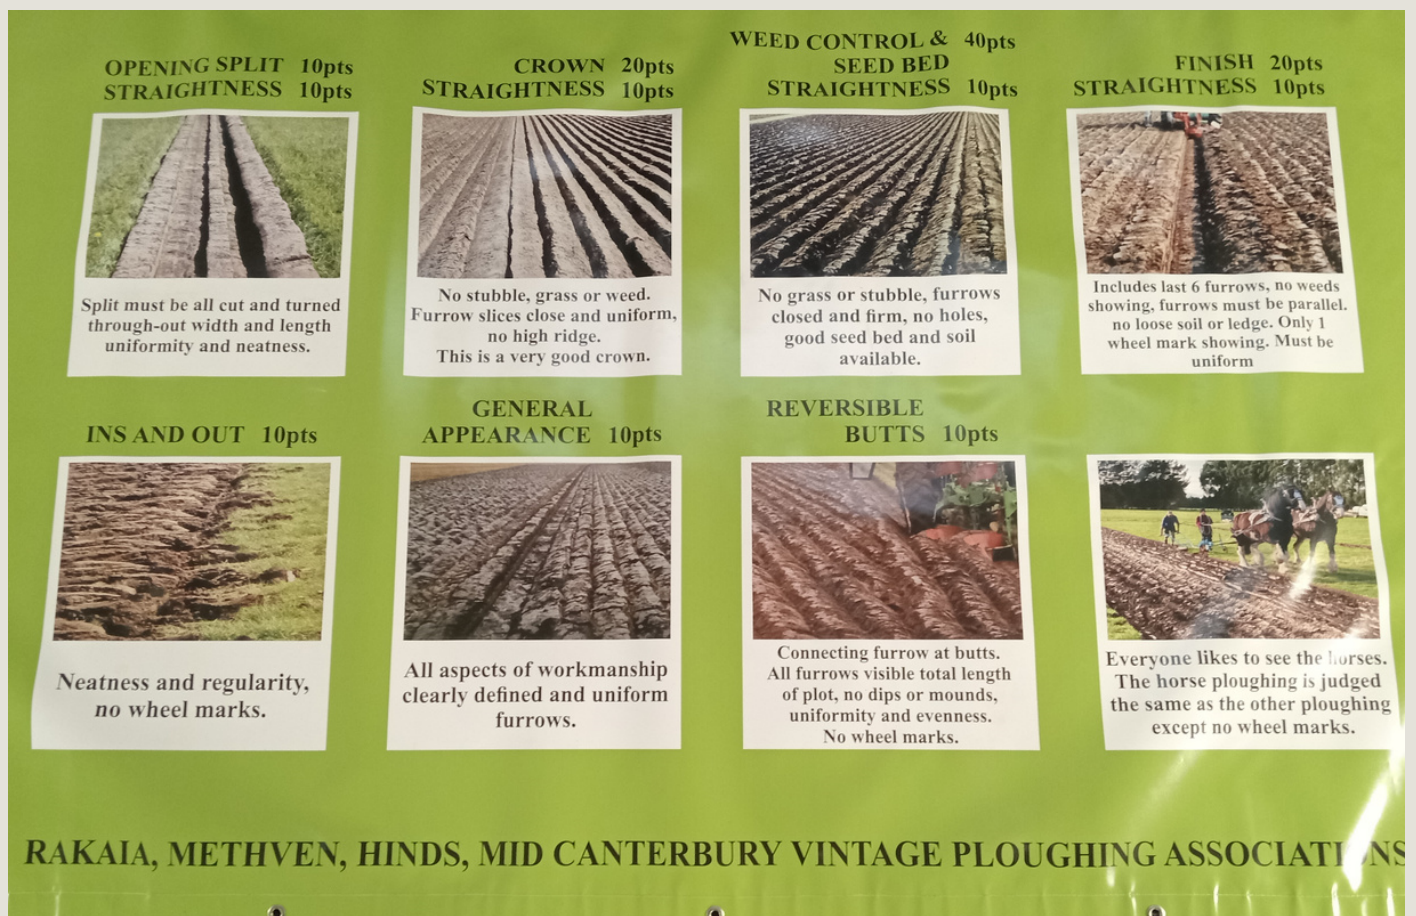 OPENING SPLIT 10pts
STRAIGHTNESS 10pts
Split must be all cut and turned
through-out width and length
uniformity and neatness.
CROWN 20pts
STRAIGHTNESS 10pts
No stubble, grass or weed.
Furrow slices close and uniform,
no high ridge.
This is a very good crown.
WEED CONTROL & 40pts
SEED BED
STRAIGHTNESS 10pts
No grass or stubble, furrows
closed and firm, no holes,
good seed bed and soil
available.
FINISH 20pts
STRAIGHTNESS 10pts
Includes last 6 furrows, no weeds
showing, furrows must be parallel.
no loose soil or ledge. Only 1
wheel mark showing. Must be
uniform
INS AND OUT 10pts
Neatness and regularity,
no wheel marks.
GENERAL
APPEARANCE 10pts
All aspects of workmanship
clearly defined and uniform
furrows.
REVERSIBLE
BUTTS 10pts
Connecting furrow at butts.
All furrows visible total length
of plot, no dips or mounds,
uniformity and evenness.
No wheel marks.
Everyone likes to see the horses.
The horse ploughing is judged
the same as the other ploughing
except no wheel marks.
RAKAIA, METHVEN, HINDS, MID CANTERBURY VINTAGE PLOUGHING ASSOCIATIONS